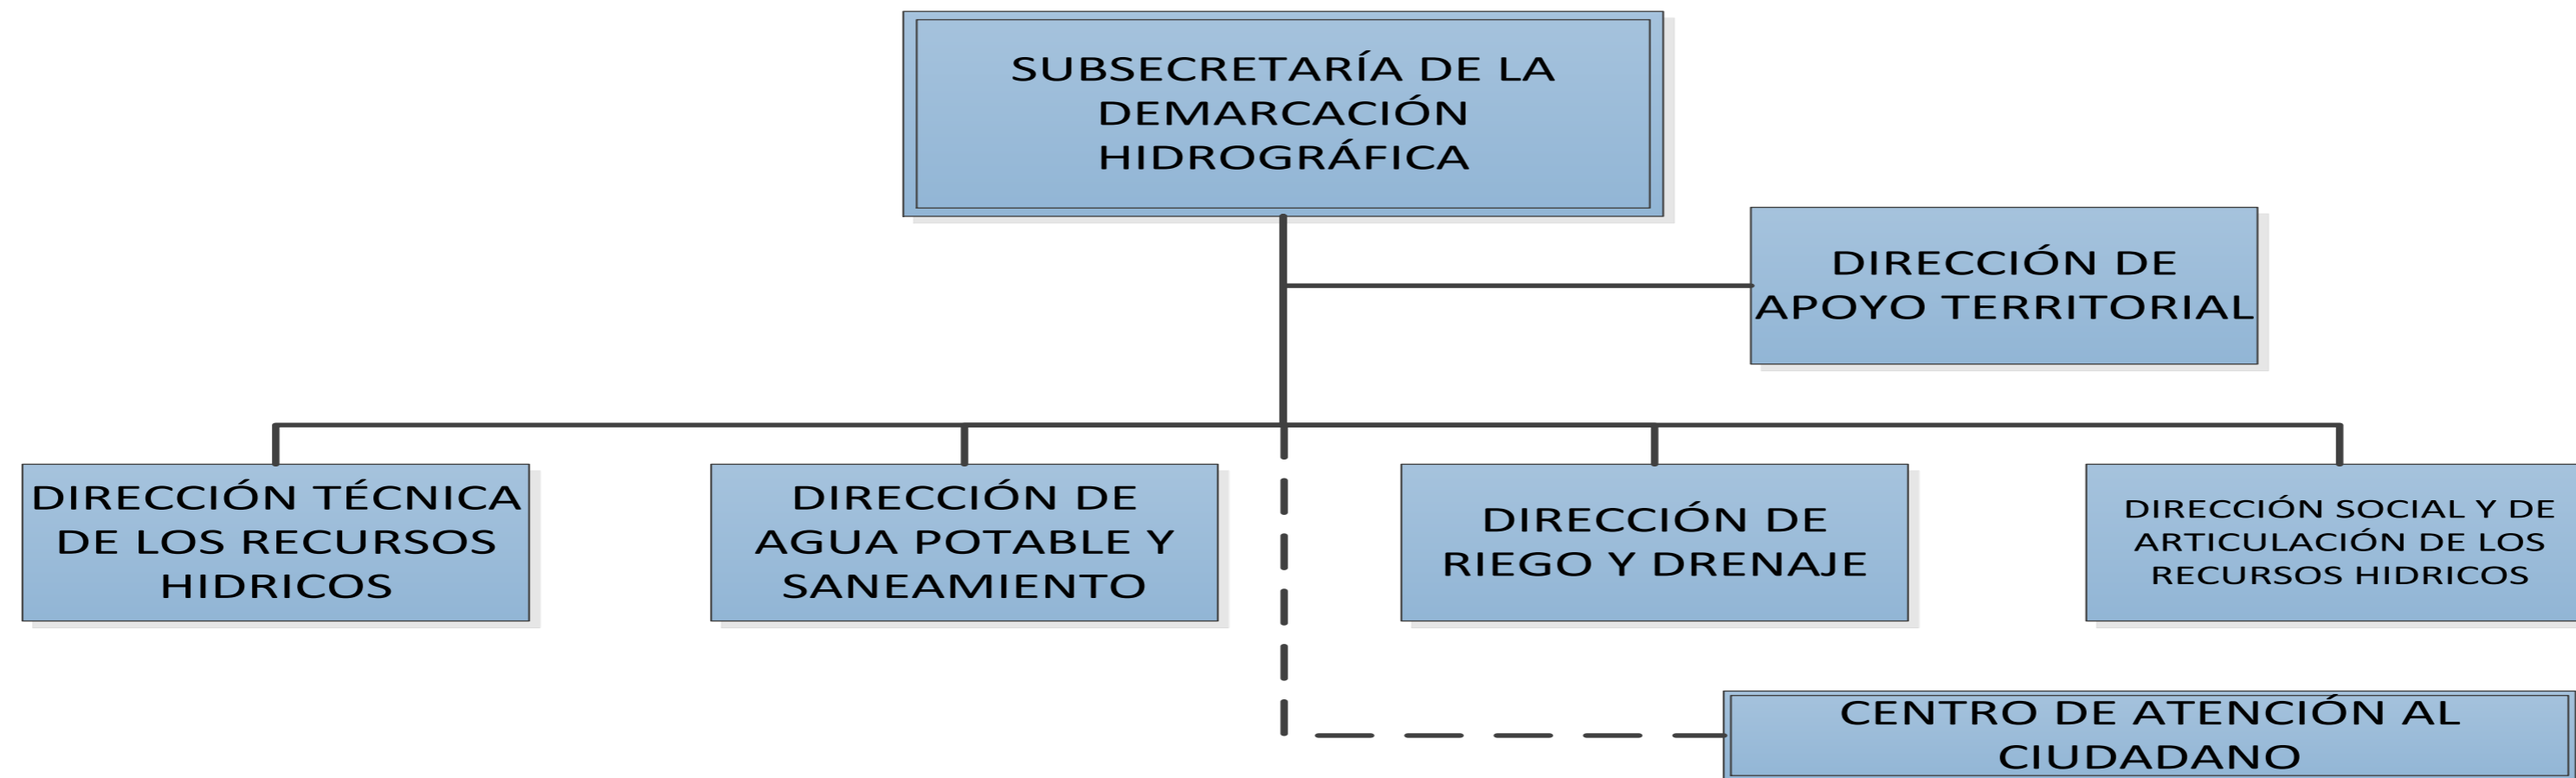 SUBSECRETARÍA DE LA
DEMARCACIÓN
HIDROGRÁFICA
DIRECCIÓN DE
APOYO TERRITORIAL
DIRECCIÓN TÉCNICA
DE LOS RECURSOS
HIDRICOS
DIRECCIÓN DE
AGUA POTABLE Y
SANEAMIENTO
DIRECCIÓN DE
RIEGO Y DRENAJE
DIRECCIÓN SOCIAL Y DE
ARTICULACIÓN DE LOS
RECURSOS HIDRICOS
CENTRO DE ATENCIÓN AL
CIUDADANO